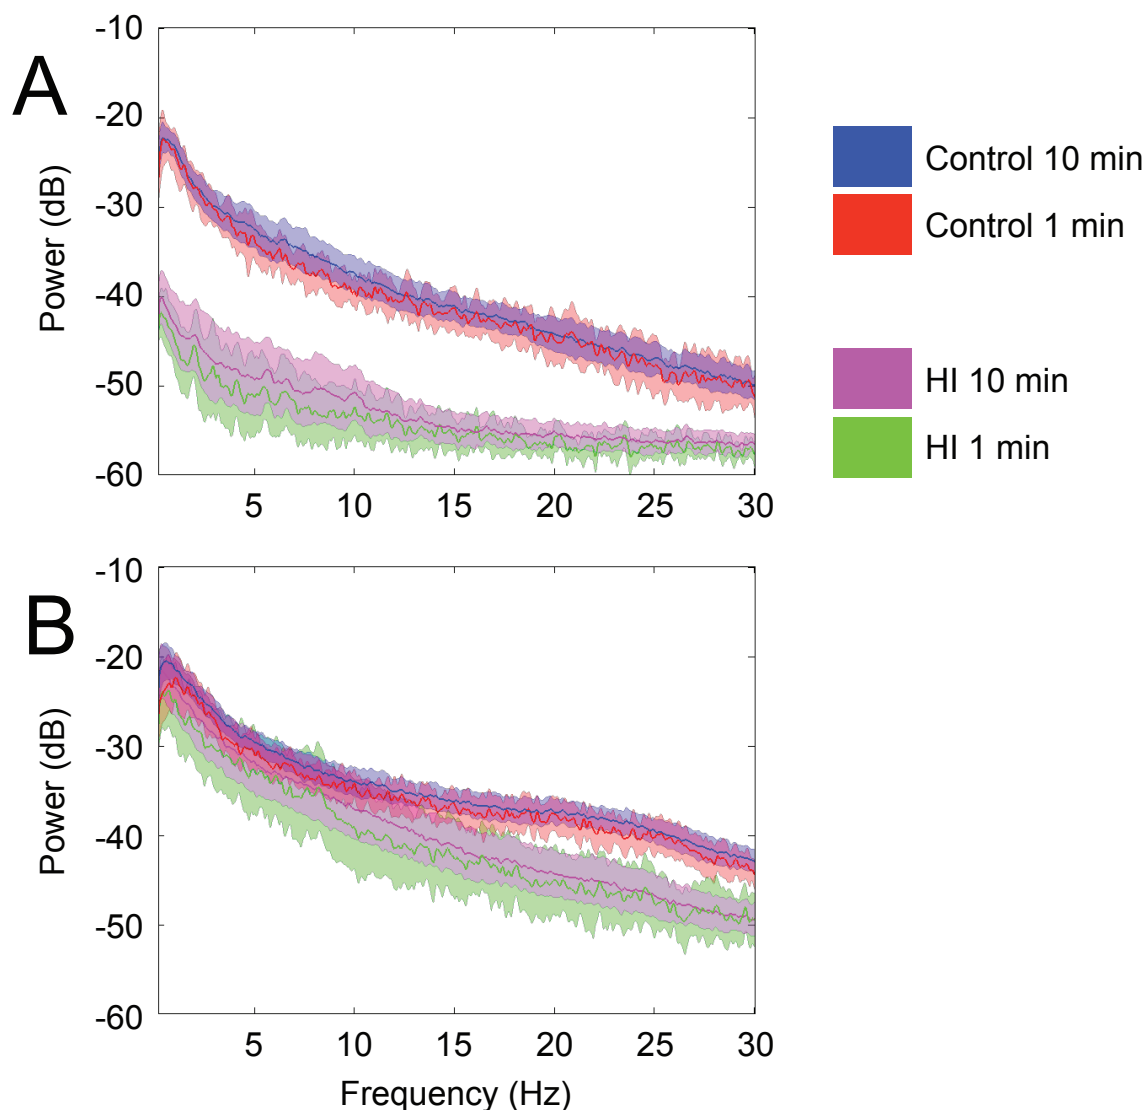 A
-10
-20
-30
-40
-50
-60
Power (dB)
5 10 15 20 25 30
Control 10 min
Control 1 min
HI 10 min
HI 1 min
B
-10
-20
-30
-40
-50
-60
Power (dB)
5 10 15 20 25 30
Frequency (Hz)